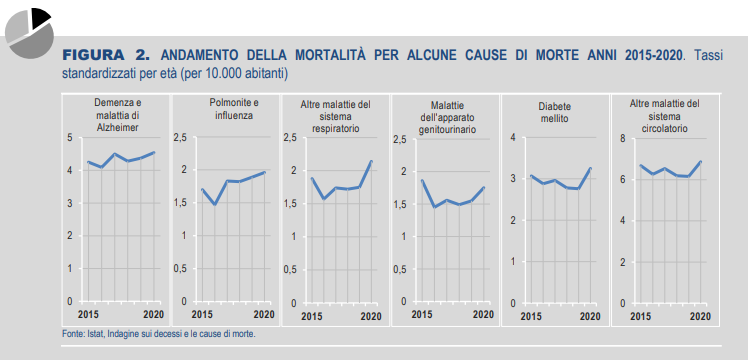 FIGURA 2. ANDAMENTO DELLA MORTALITÀ PER ALCUNE CAUSE DI MORTE ANNI 2015-2020. Tassi
standardizzati per età (per 10.000 abitanti)
Demenza e
malattia di
Alzheimer
5
4
3
2
1
0
2015 2020
Polmonite e
influenza
2,5
2
1,5
1
0,5
0
2015 2020
Altre malattie del
sistema
respiratorio
2,5
2
1,5
1
0,5
0
2015 2020
Malattie
dell'apparato
genitourinario
2,5
2
1,5
1
0,5
0
2015 2020
Diabete
mellito
4
3
2
1
0
2015 2020
Altre malattie del
sistema
circolatorio
8
6
4
2
0
2015 2020
Fonte: Istat, Indagine sui decessi e le cause di morte.